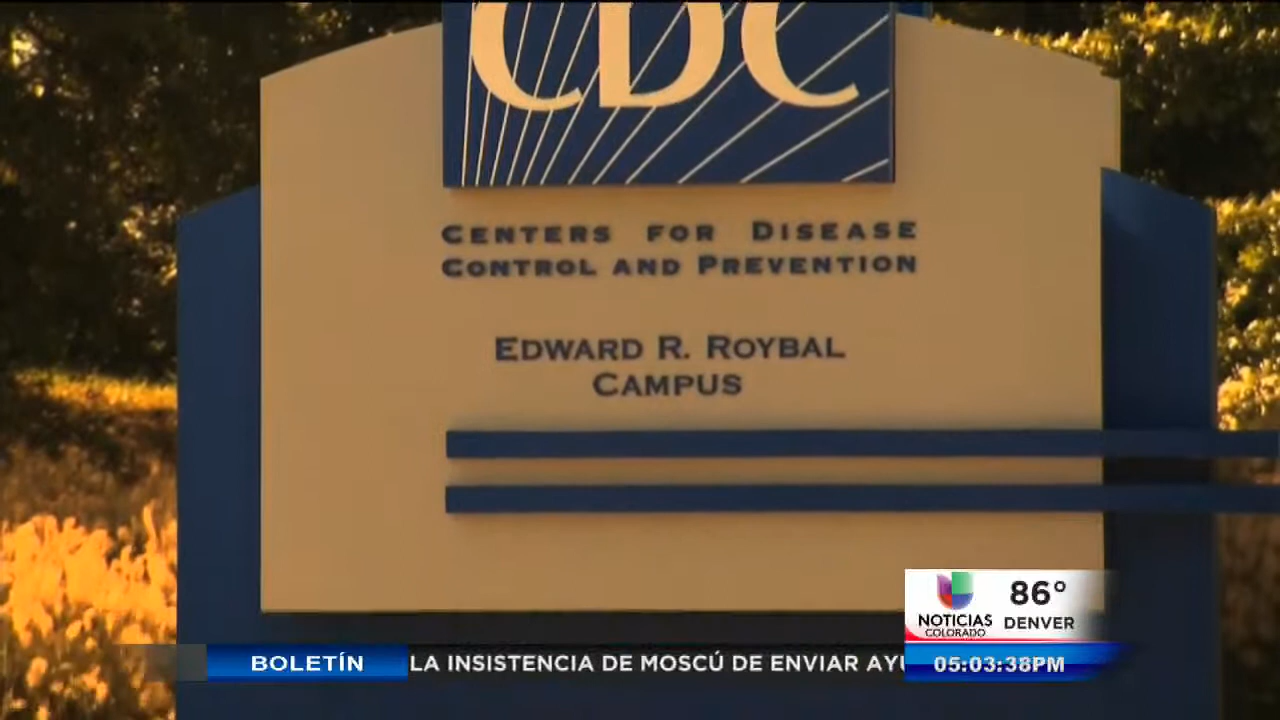 CDC
CENTERS FOR DISEASE
CONTROL AND PREVENTION
EDWARD R. ROYBAL
CAMPUS
NOTICIAS
COLORADO
86°
DENVER
BOLETÍN
LA INSISTENCIA DE MOSCÚ DE ENVIAR
05:03:38PM